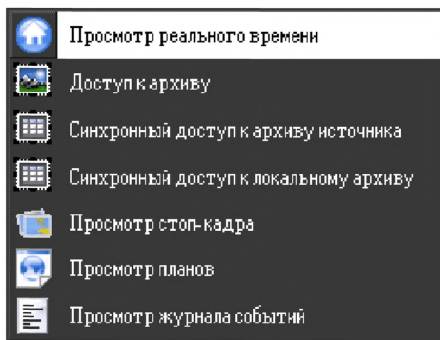 Просмотр реального времени
Доступ к архиву
Синхронный доступ к архиву источника
Синхронный доступ к локальному архиву
Просмотр стоп-кадра
Просмотр планов
Просмотр журнала событий